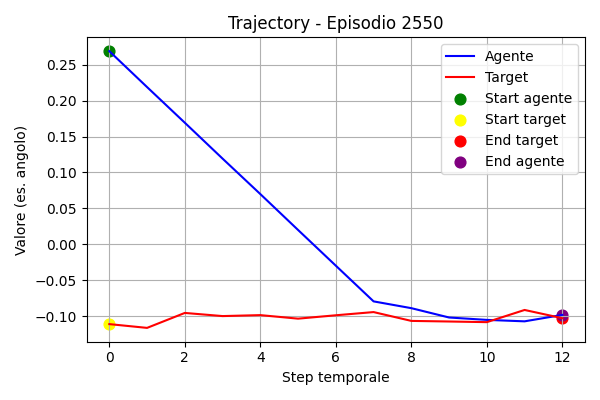 Trajectory - Episodio 2550
Valore (es. angolo)
0.25
0.20
0.15
0.10
0.05
0.00
−0.05
−0.10
Agente
Target
Start agente
Start target
End target
End agente
0 2 4 6 8 10 12
Step temporale